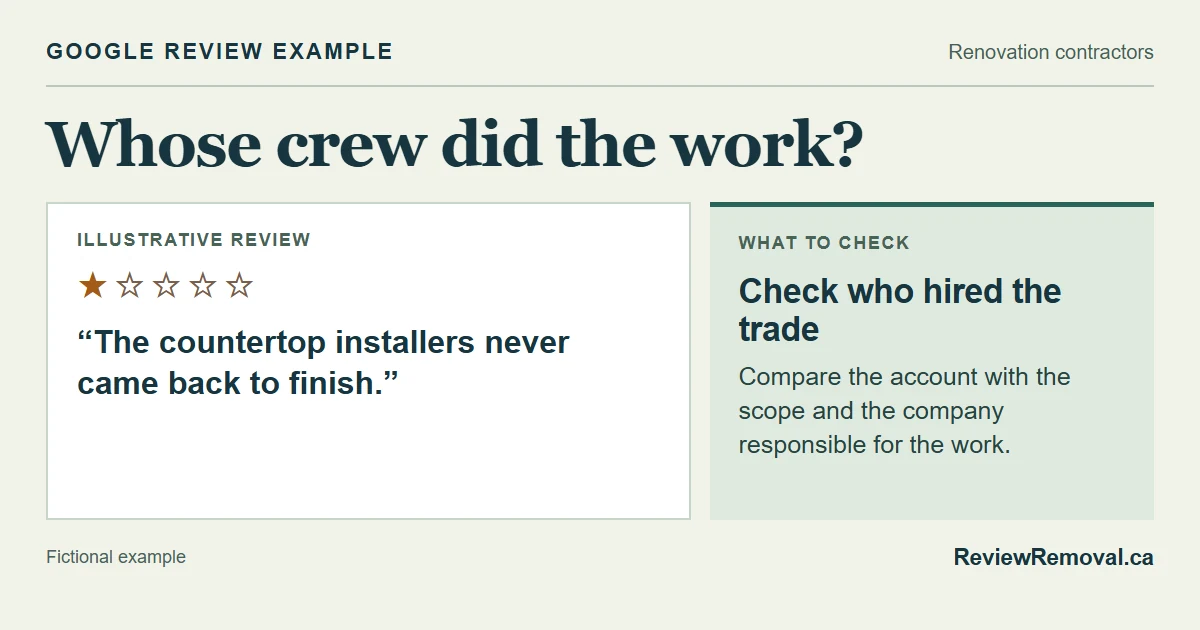 GOOGLE REVIEW EXAMPLE
Renovation contractors
Whose crew did the work?
ILLUSTRATIVE REVIEW
“The countertop installers never
came back to finish.”
WHAT TO CHECK
Check who hired the
trade
Compare the account with the
scope and the company
responsible for the work.
Fictional example
ReviewRemoval.ca